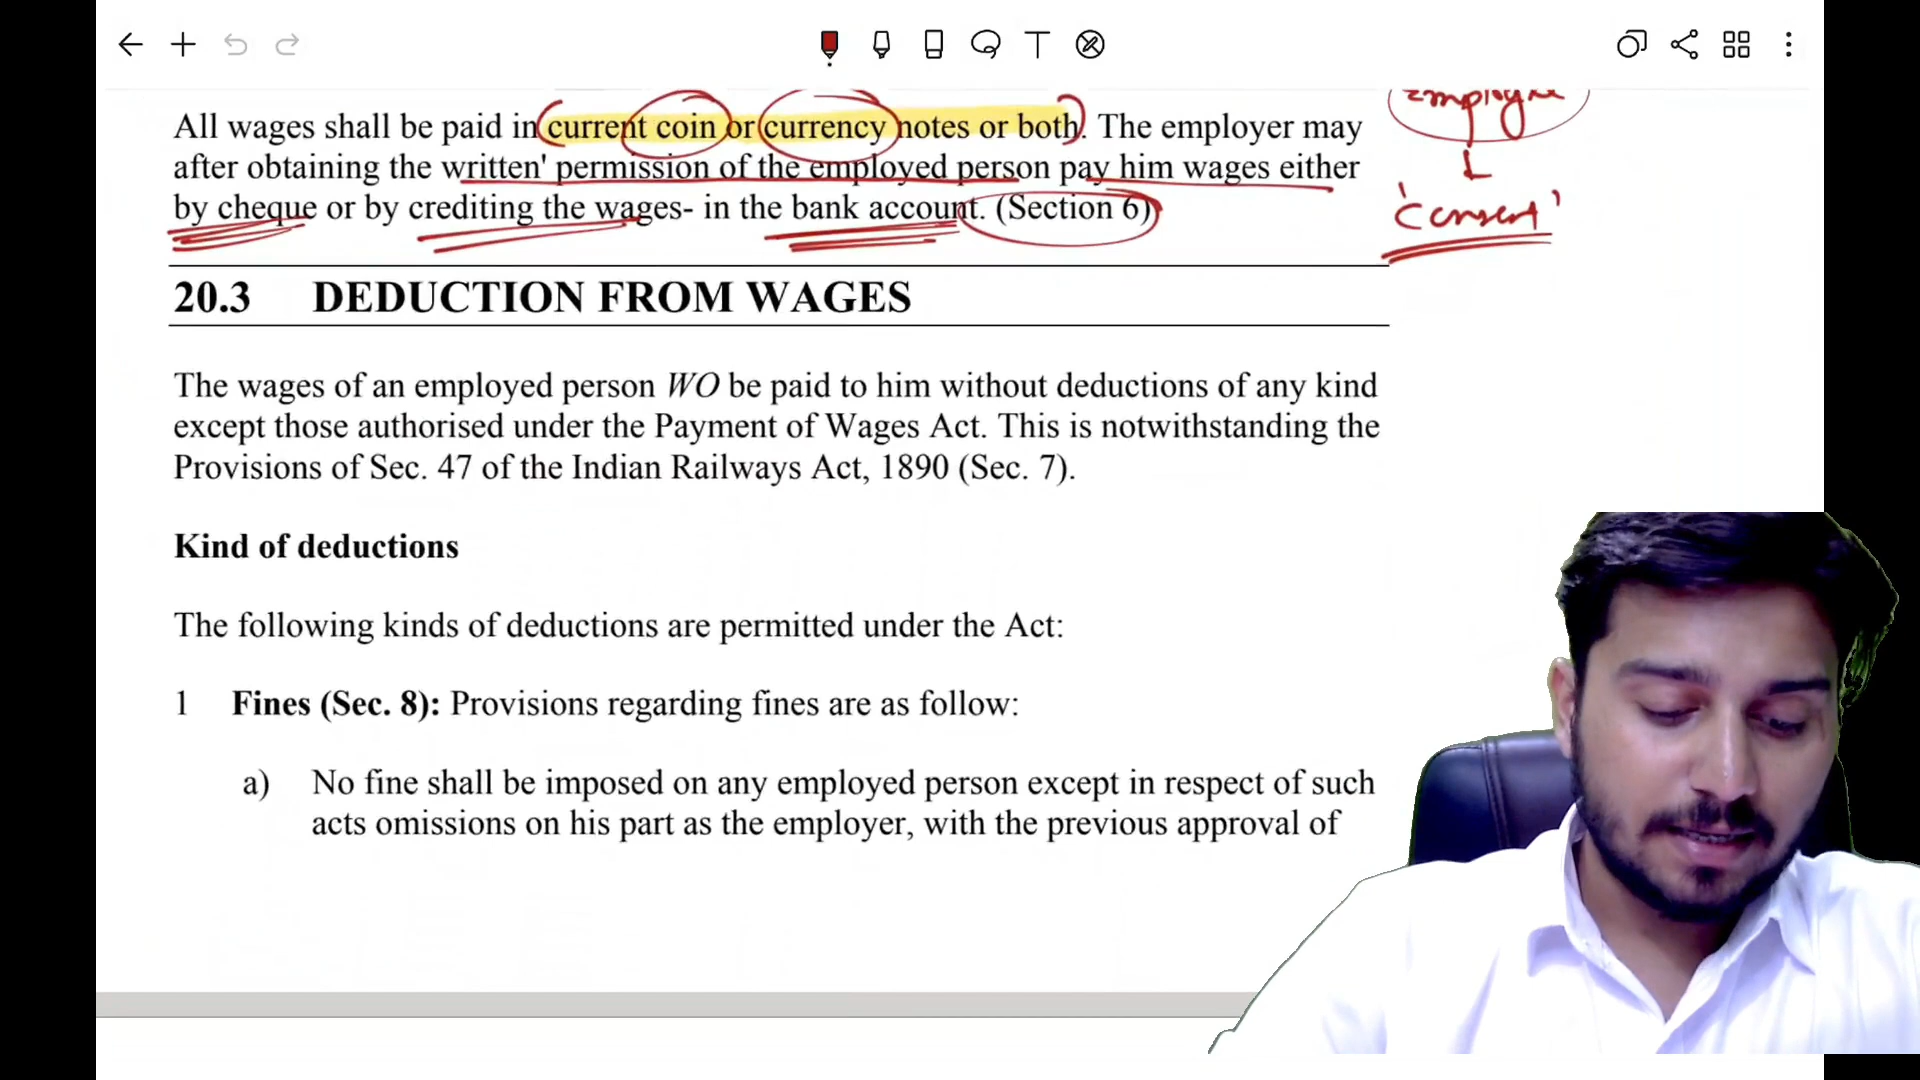 All wages shall be paid in current coin or currency notes or both. The employer may
after obtaining the written' permission of the employed person pay him wages either
by cheque or by crediting the wages- in the bank account. (Section 6)
Employee
'Consent'
20.3 DEDUCTION FROM WAGES
The wages of an employed person WO be paid to him without deductions of any kind
except those authorised under the Payment of Wages Act. This is notwithstanding the
Provisions of Sec. 47 of the Indian Railways Act, 1890 (Sec. 7).
Kind of deductions
The following kinds of deductions are permitted under the Act:
1 Fines (Sec. 8): Provisions regarding fines are as follow:
a) No fine shall be imposed on any employed person except in respect of such
acts omissions on his part as the employer, with the previous approval of